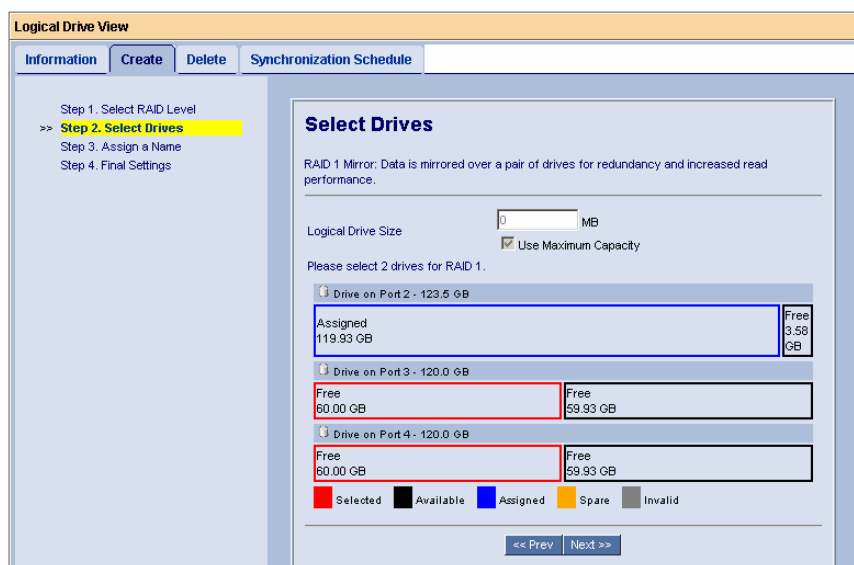 Logical Drive View
Information Create Delete Synchronization Schedule
Step 1. Select RAID Level
>> Step 2. Select Drives
Step 3. Assign a Name
Step 4. Final Settings
Select Drives
RAID 1 Mirror: Data is mirrored over a pair of drives for redundancy and increased read
performance.
Logical Drive Size 0 MB
Use Maximum Capacity
Please select 2 drives for RAID 1.
Drive on Port 2 - 123.5 GB
Assigned
119.93 GB
Free
3.58
GB
Drive on Port 3 - 120.0 GB
Free
60.00 GB
Free
59.93 GB
Drive on Port 4 - 120.0 GB
Free
60.00 GB
Free
59.93 GB
Selected Available Assigned Spare Invalid
<< Prev Next >>